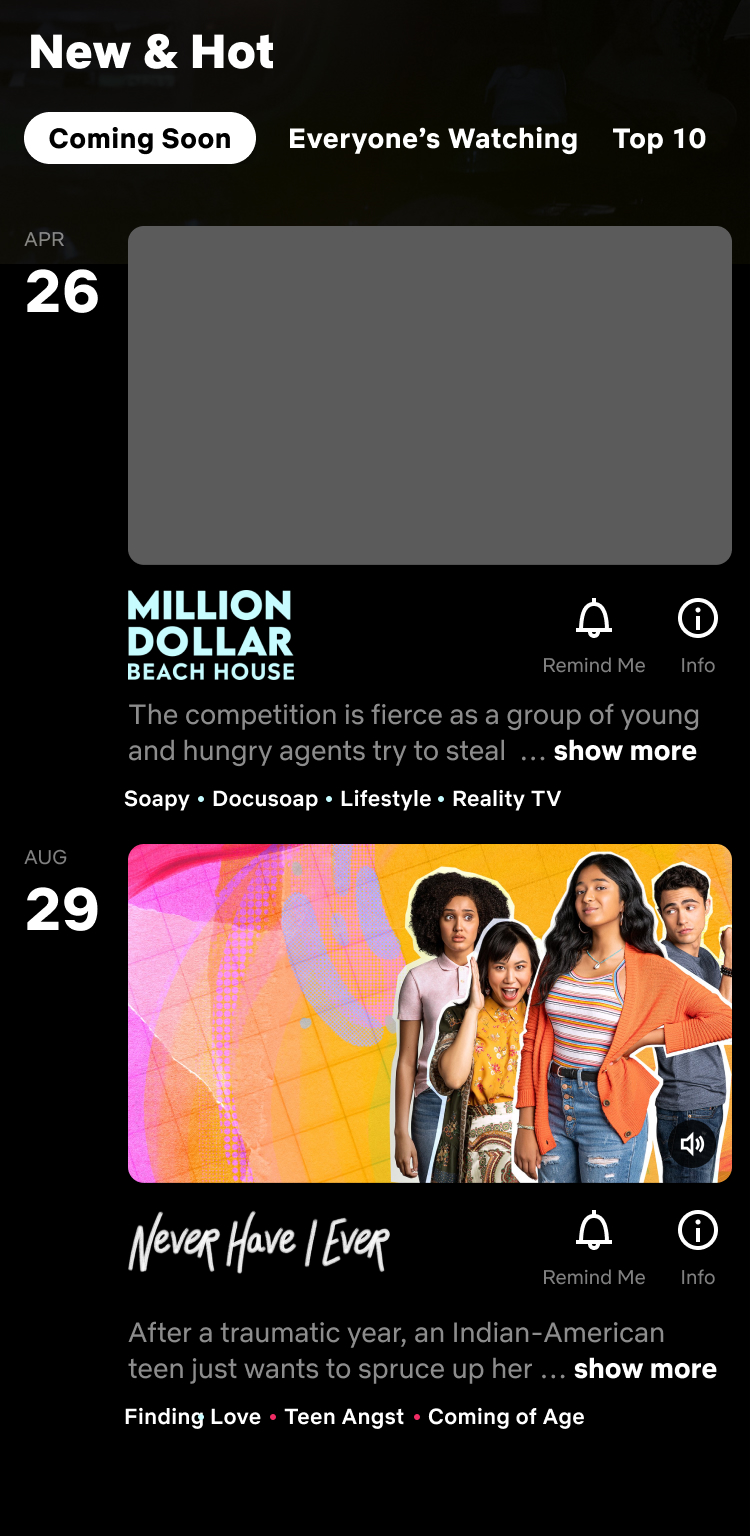 New & Hot
Coming Soon
Everyone’s Watching
Top 10
APR
26
MILLION
DOLLAR
BEACH HOUSE
Remind Me
Info
The competition is fierce as a group of young
and hungry agents try to steal ... show more
Soapy • Docusoap • Lifestyle • Reality TV
AUG
29
Never Have I Ever
Remind Me
Info
After a traumatic year, an Indian-American
teen just wants to spruce up her ... show more
Finding Love • Teen Angst • Coming of Age